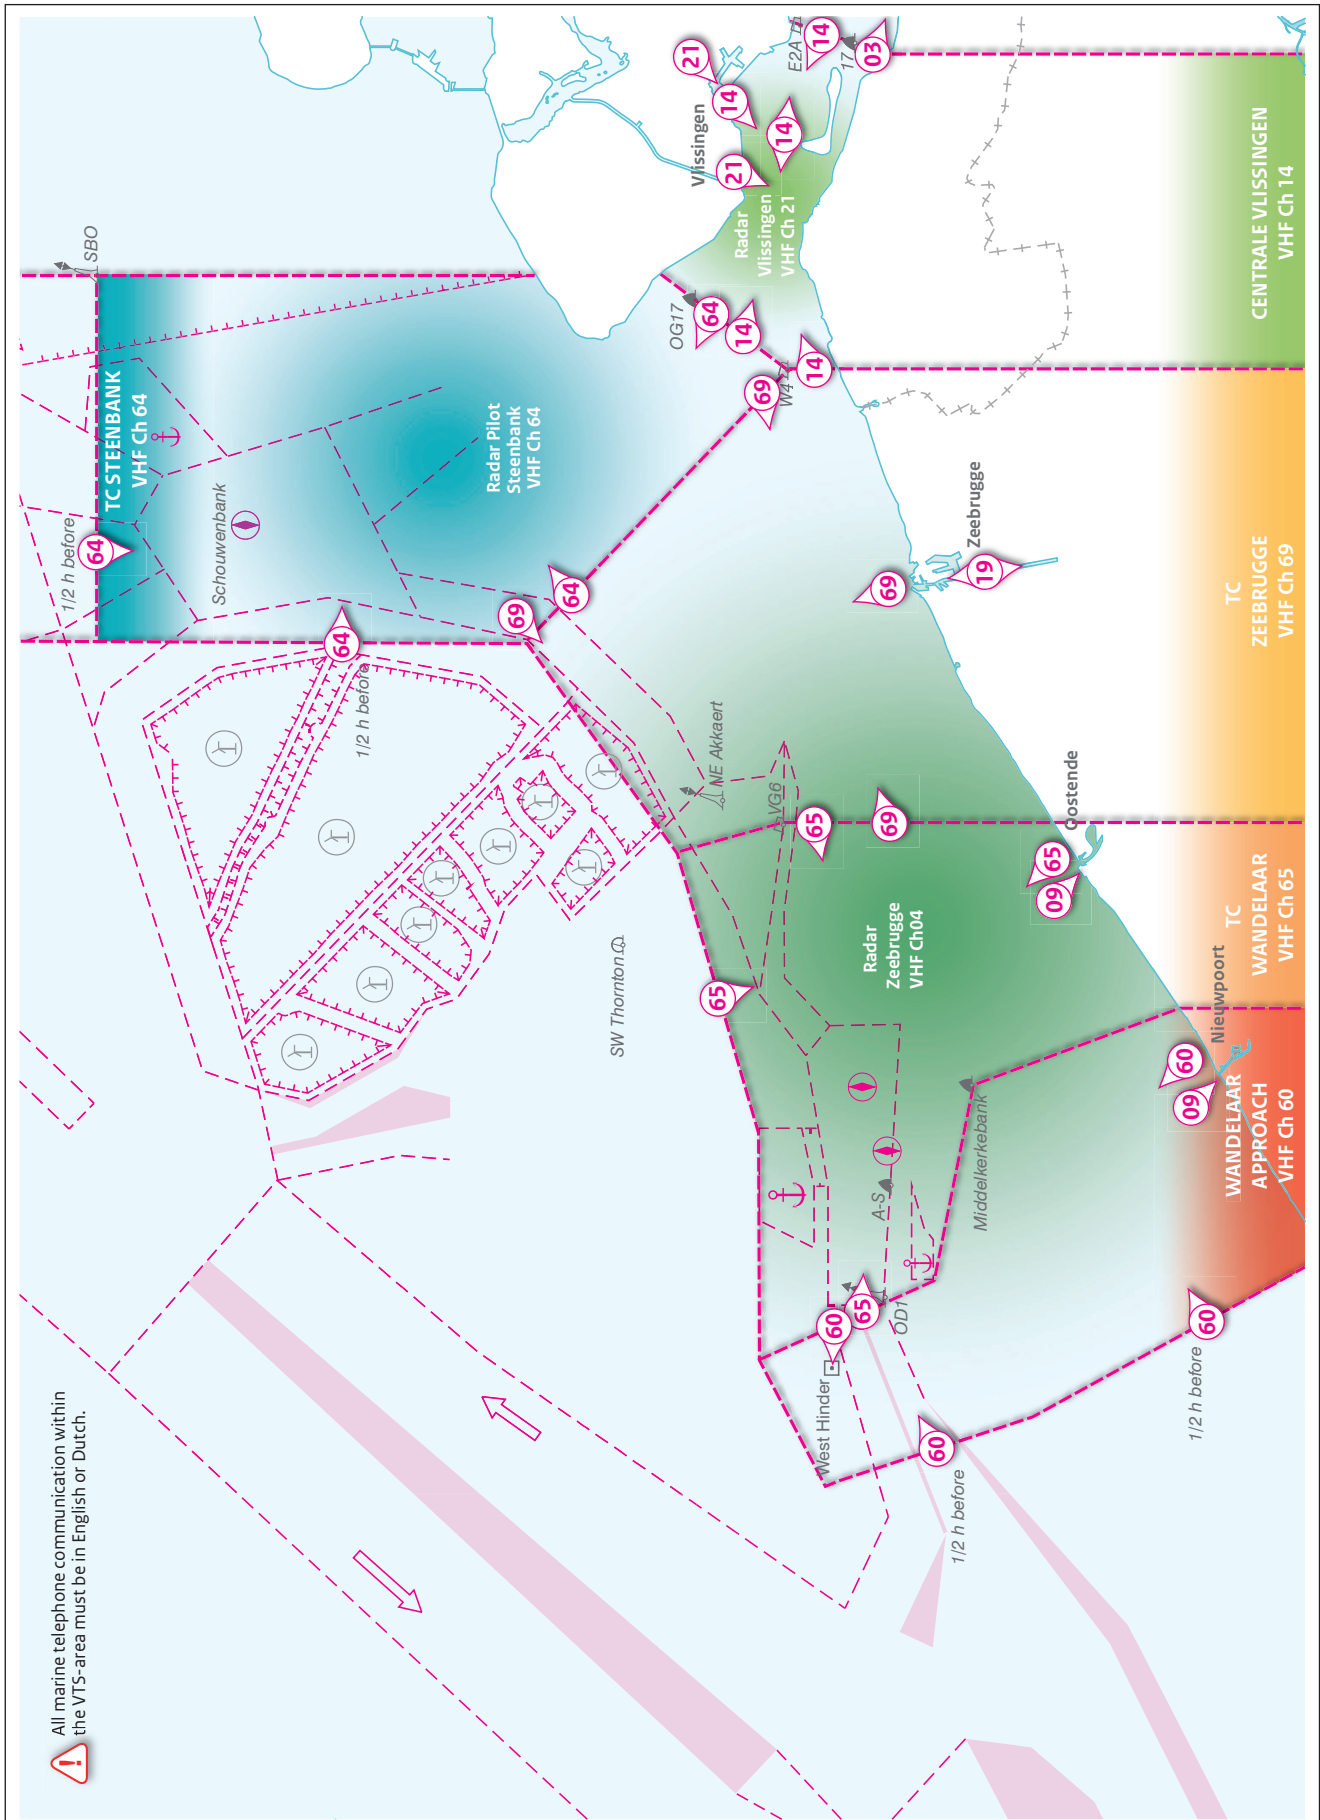 All marine telephone communication within
the VTS-area must be in English or Dutch.
SBO
1/2 h before
64
TC STEENBANK
VHF Ch 64
Schouwenbank
64
1/2 h before
Radar Pilot
Steenbank
VHF Ch 64
69
64
OG17
64
14
69
W4
14
Vlissingen
21
14
21
14
Radar
Vlissingen
VHF Ch 21
E2A
14
17
03
SW Thornton
NE Akkaert
VG6
65
69
65
Radar
Zeebrugge
VHF Ch04
69
Zeebrugge
19
Oostende
65
09
Nieuwpoort
60
09
A-S
Middelkerkebank
West Hinder
60
65
OD1
60
1/2 h before
60
1/2 h before
WANDELAAR
APPROACH
VHF Ch 60
TC
WANDELAAR
VHF Ch 65
TC
ZEEBRUGGE
VHF Ch 69
CENTRALE VLISSINGEN
VHF Ch 14